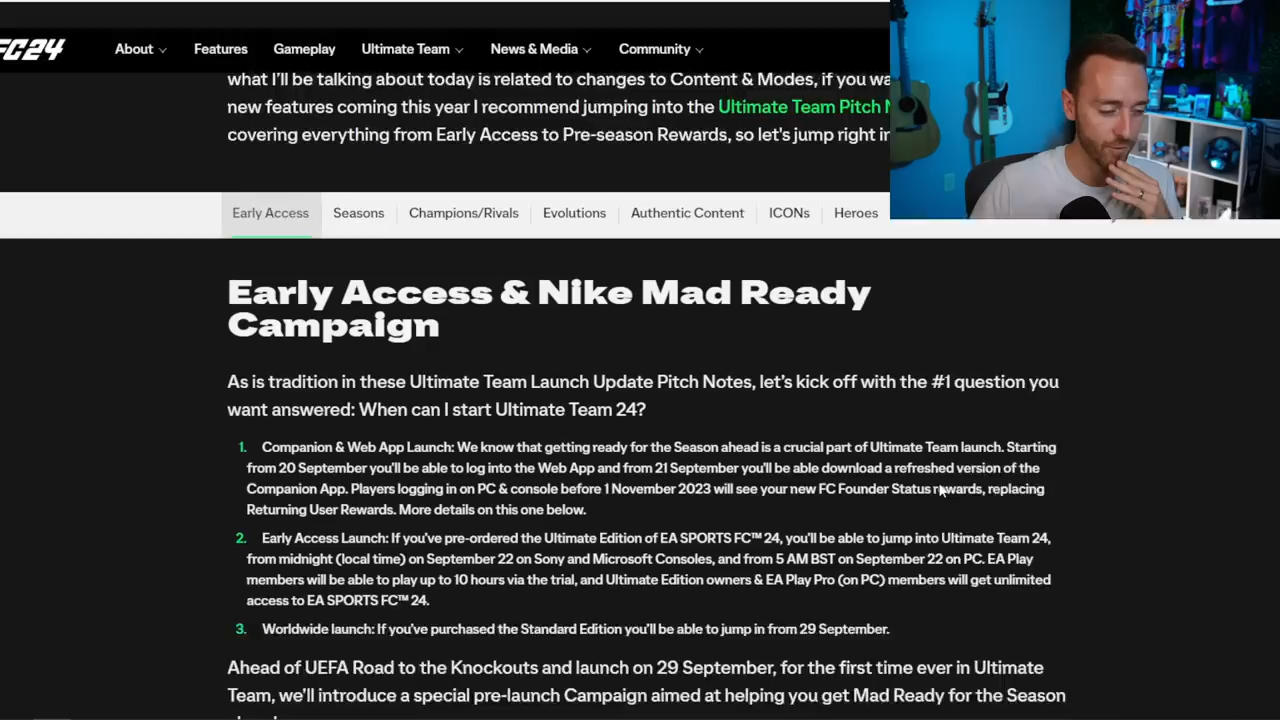 FC24
About
Features
Gameplay
Ultimate Team
News & Media
Community
what I'll be talking about today is related to changes to Content & Modes, if you wa
new features coming this year I recommend jumping into the Ultimate Team Pitch N
covering everything from Early Access to Pre-season Rewards, so let's jump right in
Early Access
Seasons
Champions/Rivals
Evolutions
Authentic Content
ICONs
Heroes
Early Access & Nike Mad Ready
Campaign
As is tradition in these Ultimate Team Launch Update Pitch Notes, let's kick off with the #1 question you
want answered: When can I start Ultimate Team 24?
1. Companion & Web App Launch: We know that getting ready for the Season ahead is a crucial part of Ultimate Team launch. Starting
from 20 September you'll be able to log into the Web App and from 21 September you'll be able download a refreshed version of the
Companion App. Players logging in on PC & console before 1 November 2023 will see your new FC Founder Status rewards, replacing
Returning User Rewards. More details on this one below.
2. Early Access Launch: If you've pre-ordered the Ultimate Edition of EA SPORTS FC™ 24, you'll be able to jump into Ultimate Team 24,
from midnight (local time) on September 22 on Sony and Microsoft Consoles, and from 5 AM BST on September 22 on PC. EA Play
members will be able to play up to 10 hours via the trial, and Ultimate Edition owners & EA Play Pro (on PC) members will get unlimited
access to EA SPORTS FC™ 24.
3. Worldwide launch: If you've purchased the Standard Edition you'll be able to jump in from 29 September.
Ahead of UEFA Road to the Knockouts and launch on 29 September, for the first time ever in Ultimate
Team, we'll introduce a special pre-launch Campaign aimed at helping you get Mad Ready for the Season